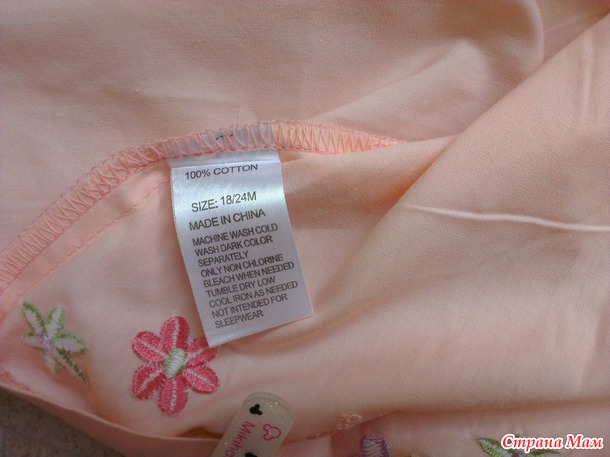 100% COTTON
SIZE: 18/24M
MADE IN CHINA
MACHINE WASH COLD
WASH DARK COLOR
SEPARATELY
ONLY NON CHLORINE
BLEACH WHEN NEEDED
TUMBLE DRY LOW
COOL IRON AS NEEDED
NOT INTENDED FOR
SLEEPWEAR
Страна Мам